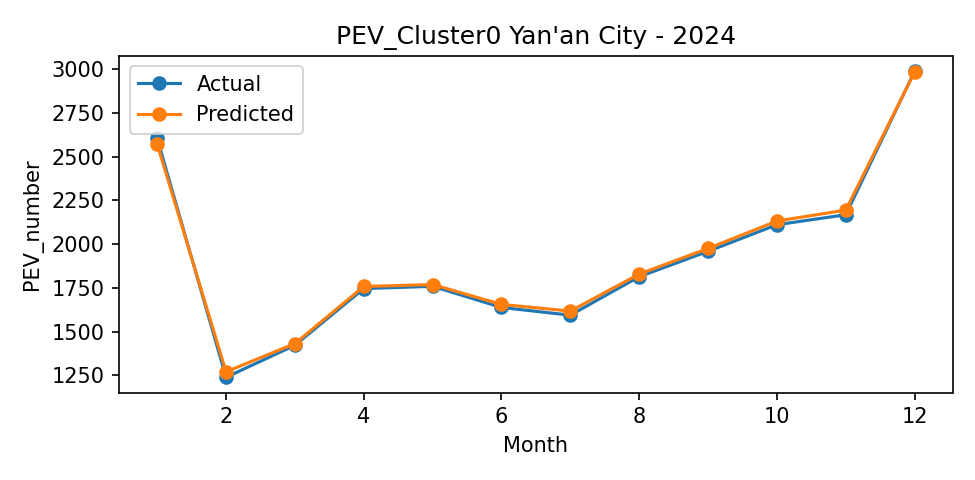 PEV_Cluster0 Yan'an City - 2024
Actual
Predicted
PEV_number
3000
2750
2500
2250
2000
1750
1500
1250
2 4 6 8 10 12
Month